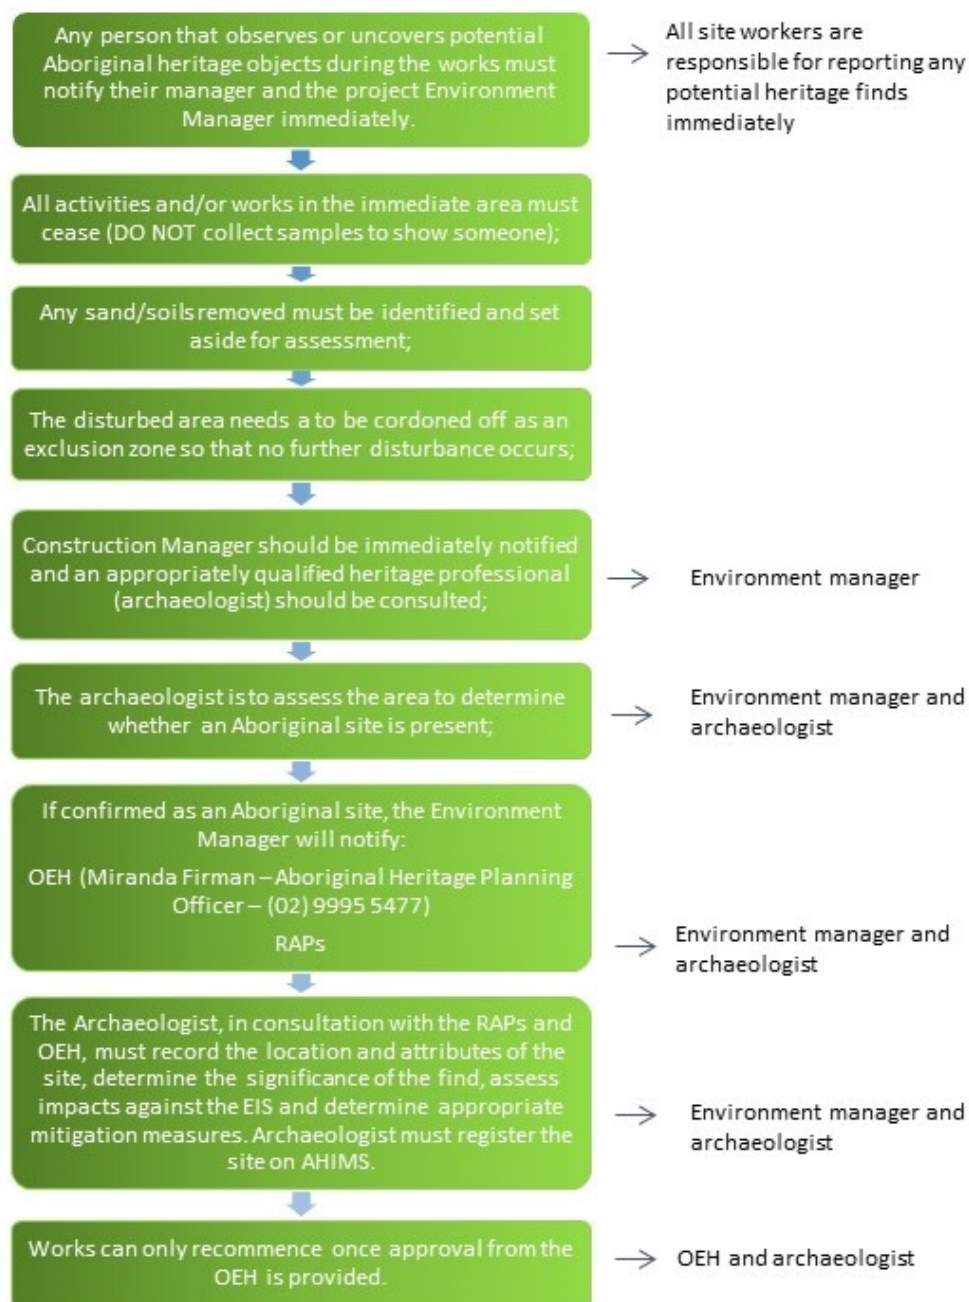 Any person that observes or uncovers potential
Aboriginal heritage objects during the works must
notify their manager and the project Environment
Manager immediately.
All site workers are
responsible for reporting any
potential heritage finds
immediately
All activities and/or works in the immediate area must
cease (DO NOT collect samples to show someone);
Any sand/soils removed must be identified and set
aside for assessment;
The disturbed area needs a to be cordoned off as an
exclusion zone so that no further disturbance occurs;
Construction Manager should be immediately notified
and an appropriately qualified heritage professional
(archaeologist) should be consulted;
Environment manager
The archaeologist is to assess the area to determine
whether an Aboriginal site is present;
Environment manager and
archaeologist
If confirmed as an Aboriginal site, the Environment
Manager will notify:
OEH (Miranda Firman – Aboriginal Heritage Planning
Officer – (02) 9995 5477)
RAPs
Environment manager and
archaeologist
The Archaeologist, in consultation with the RAPs and
OEH, must record the location and attributes of the
site, determine the significance of the find, assess
impacts against the EIS and determine appropriate
mitigation measures. Archaeologist must register the
site on AHIMS.
Environment manager and
archaeologist
Works can only recommence once approval from the
OEH is provided.
OEH and archaeologist